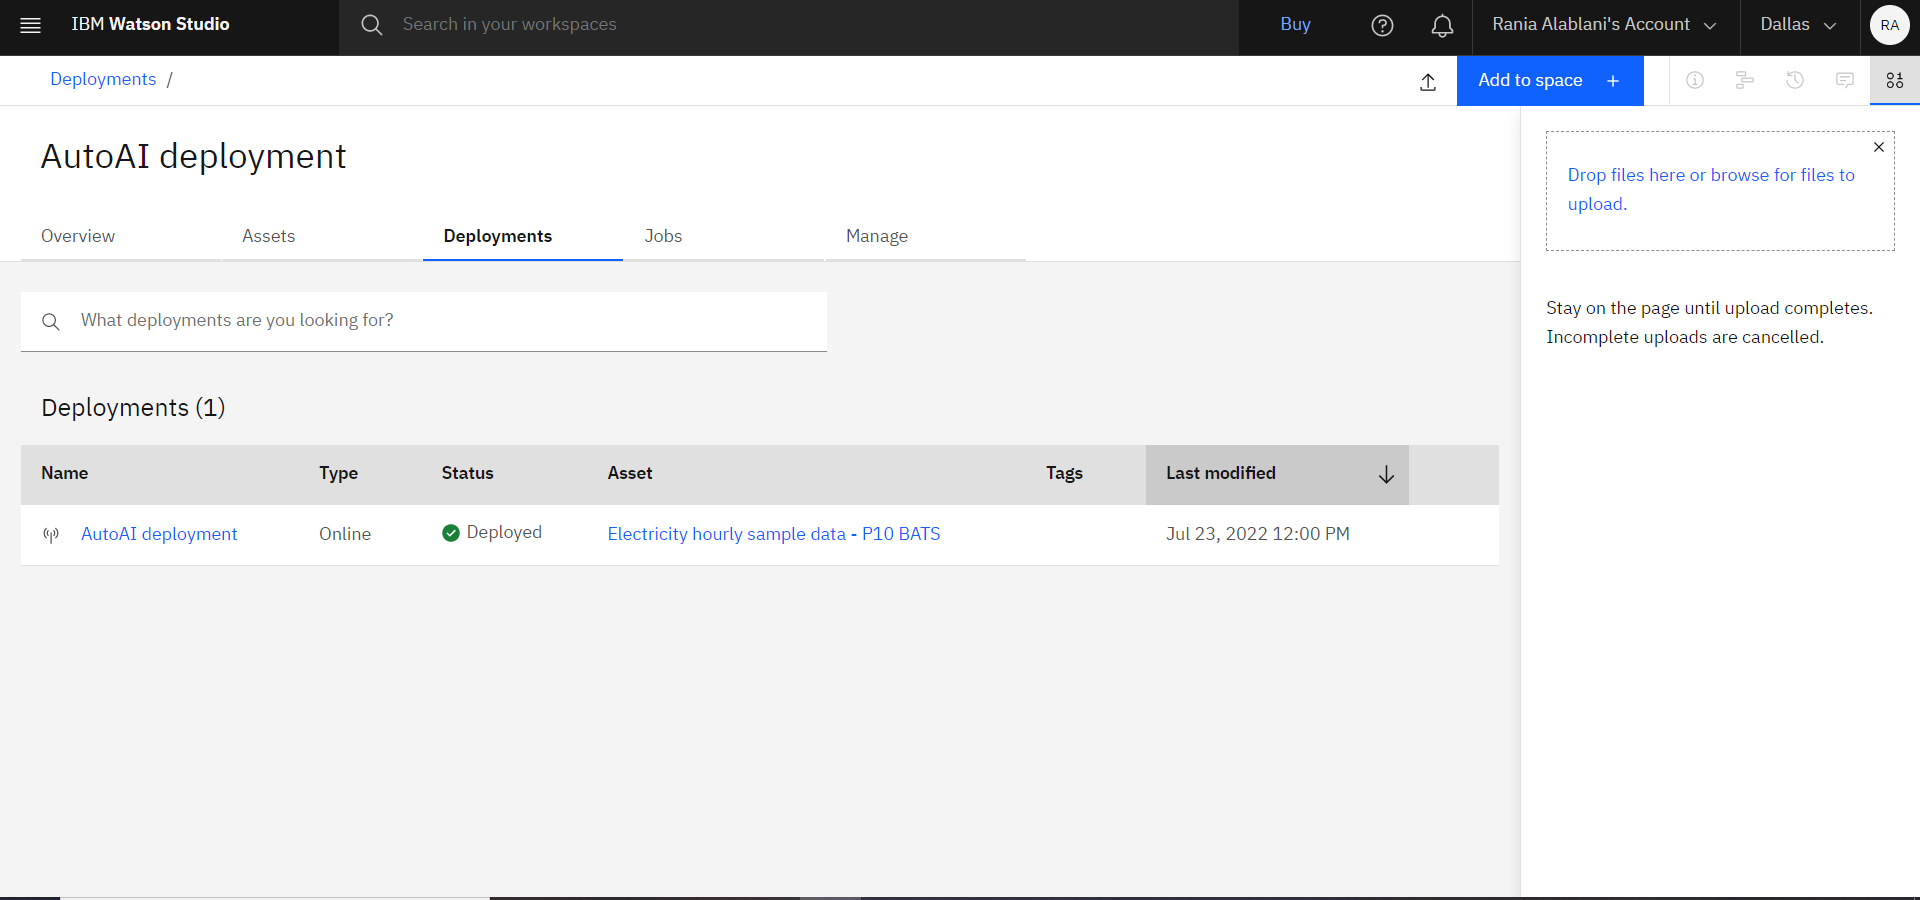 IBM Watson Studio
Search in your workspaces
Buy
Rania Alablani's Account
Dallas
RA
Deployments /
Add to space +
AutoAI deployment
Drop files here or browse for files to
upload.
Overview
Assets
Deployments
Jobs
Manage
What deployments are you looking for?
Stay on the page until upload completes.
Incomplete uploads are cancelled.
Deployments (1)
Name Type Status Asset Tags Last modified
AutoAI deployment Online Deployed Electricity hourly sample data - P10 BATS Jul 23, 2022 12:00 PM